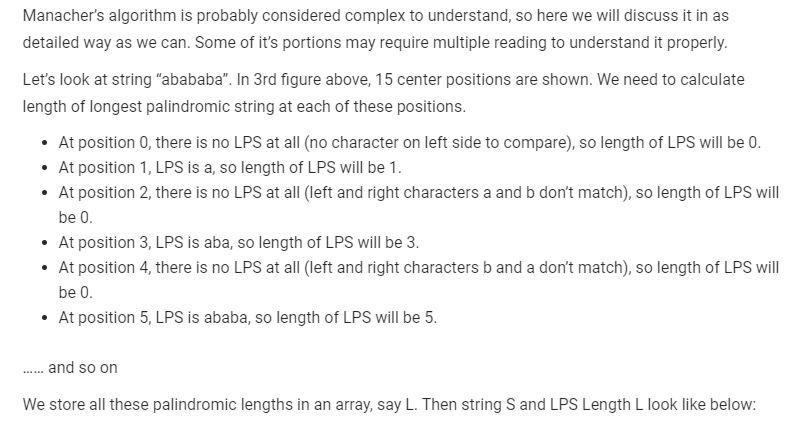 Manacher's algorithm is probably considered complex to understand, so here we will discuss it in as
detailed way as we can. Some of it's portions may require multiple reading to understand it properly.
Let's look at string “abababa”. In 3rd figure above, 15 center positions are shown. We need to calculate
length of longest palindromic string at each of these positions.
• At position 0, there is no LPS at all (no character on left side to compare), so length of LPS will be 0.
• At position 1, LPS is a, so length of LPS will be 1.
• At position 2, there is no LPS at all (left and right characters a and b don't match), so length of LPS will
be 0.
• At position 3, LPS is aba, so length of LPS will be 3.
• At position 4, there is no LPS at all (left and right characters b and a don't match), so length of LPS will
be 0.
• At position 5, LPS is ababa, so length of LPS will be 5.
…… and so on
We store all these palindromic lengths in an array, say L. Then string S and LPS Length L look like below: